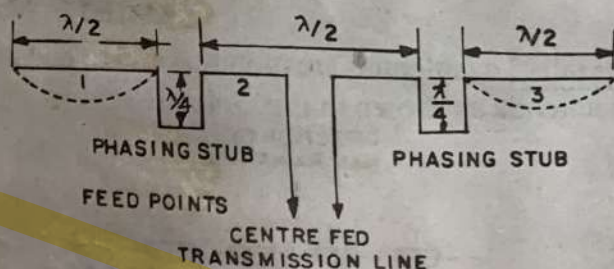 λ/2
λ/2
λ/2
1
λ/4
2
λ/4
3
PHASING STUB
PHASING STUB
FEED POINTS
CENTRE FED
TRANSMISSION LINE